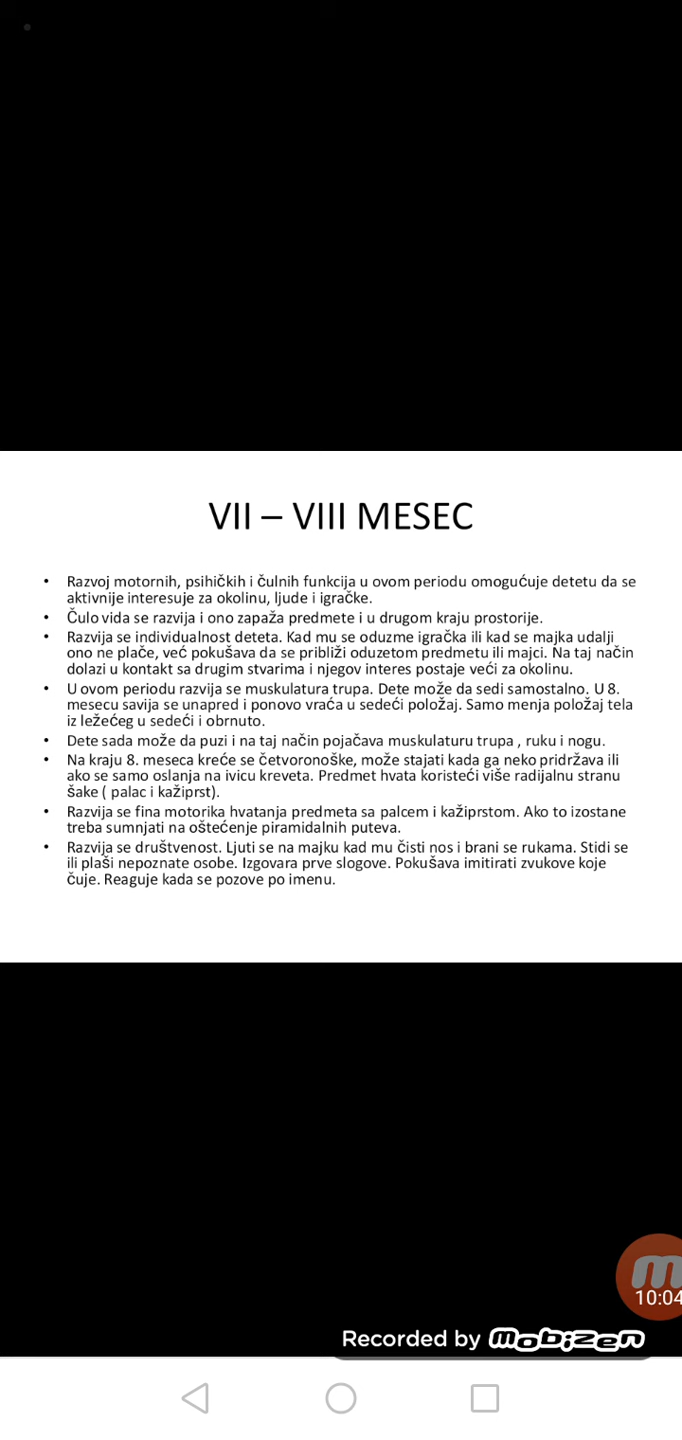 VII – VIII MESEC
• Razvoj motornih, psihičkih i čulnih funkcija u ovom periodu omogućuje detetu da se
aktivnije interesuje za okolinu, ljude i igračke.
• Čulo vida se razvija i ono zapaža predmete i u drugom kraju prostorije.
• Razvija se individualnost deteta. Kad mu se oduzme igračka ili kad se majka udalji
ono ne plače, već pokušava da se približi oduzetom predmetu ili majci. Na taj način
dolazi u kontakt sa drugim stvarima i njegov interes postaje veći za okolinu.
• U ovom periodu razvija se muskulatura trupa. Dete može da sedi samostalno. U 8.
mesecu savija se unapred i ponovo vraća u sedeći položaj. Samo menja položaj tela
iz ležećeg u sedeći i obrnuto.
• Dete sada može da puzi i na taj način pojačava muskulaturu trupa , ruku i nogu.
• Na kraju 8. meseca kreće se četvoronoške, može stajati kada ga neko pridržava ili
ako se samo oslanja na ivicu kreveta. Predmet hvata koristeći više radijalnu stranu
šake ( palac i kažiprst).
• Razvija se fina motorika hvatanja predmeta sa palcem i kažiprstom. Ako to izostane
treba sumnjati na oštećenje piramidalnih puteva.
• Razvija se društvenost. Ljuti se na majku kad mu čisti nos i brani se rukama. Stidi se
ili plaši nepoznate osobe. Izgovara prve slogove. Pokušava imitirati zvukove koje
čuje. Reaguje kada se pozove po imenu.
m
10:04
Recorded by mobizen